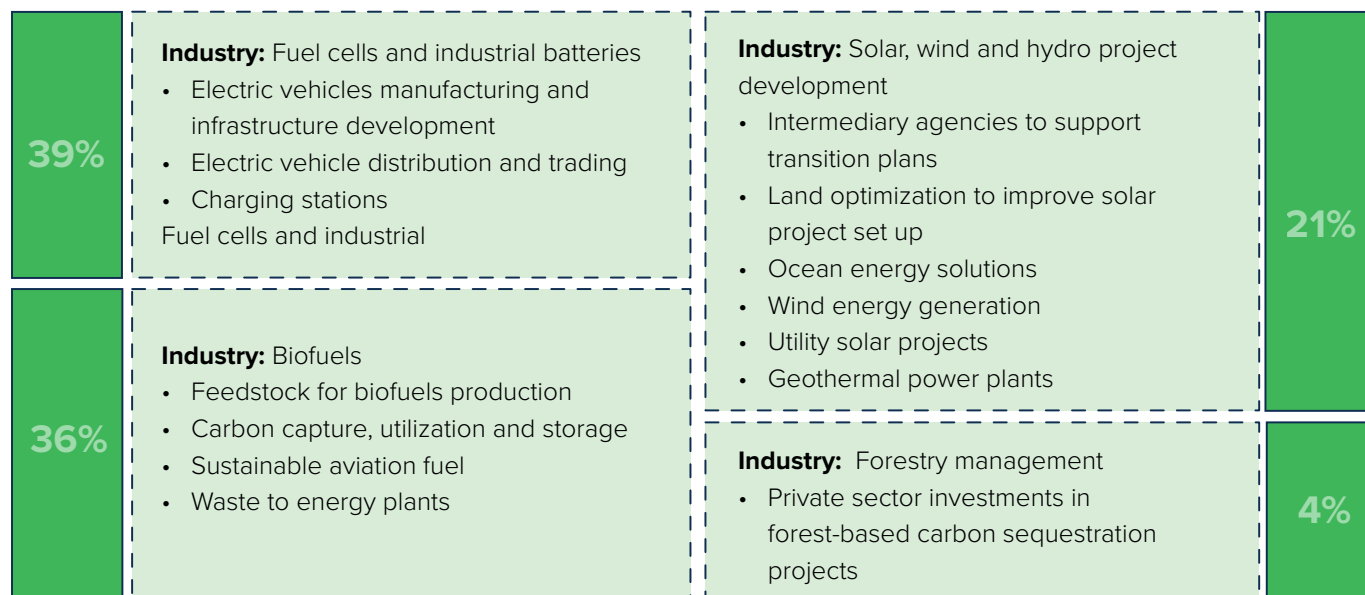 39%
Industry: Fuel cells and industrial batteries
• Electric vehicles manufacturing and
infrastructure development
• Electric vehicle distribution and trading
• Charging stations
Fuel cells and industrial
36%
Industry: Biofuels
• Feedstock for biofuels production
• Carbon capture, utilization and storage
• Sustainable aviation fuel
• Waste to energy plants
Industry: Solar, wind and hydro project
development
• Intermediary agencies to support
transition plans
• Land optimization to improve solar
project set up
• Ocean energy solutions
• Wind energy generation
• Utility solar projects
• Geothermal power plants
21%
Industry: Forestry management
• Private sector investments in
forest-based carbon sequestration
projects
4%